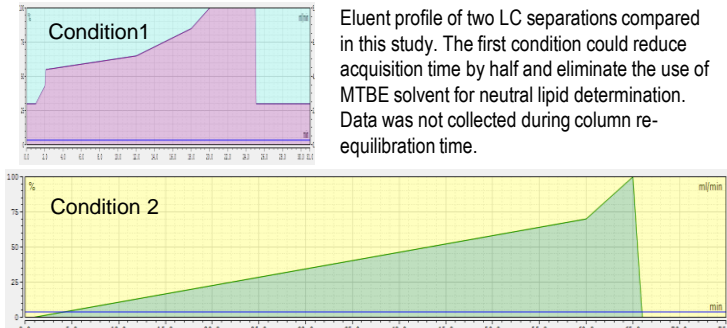 Condition1
Eluent profile of two LC separations compared
in this study. The first condition could reduce
acquisition time by half and eliminate the use of
MTBE solvent for neutral lipid determination.
Data was not collected during column re-
equilibration time.
%
min
100
%
ml/min
Condition 2
75
50
25
min